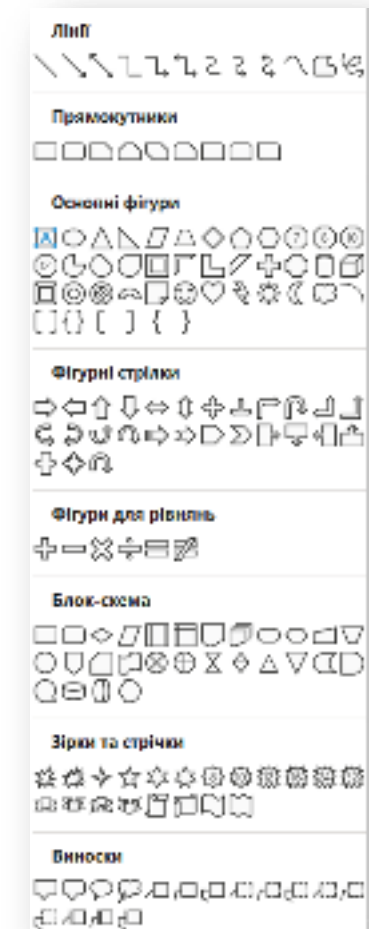 Лінії
Прямокутники
Основні фігури
Фігурні стрілки
Фігури для рівнянь
Блок-схема
Зірки та стрічки
Виноски